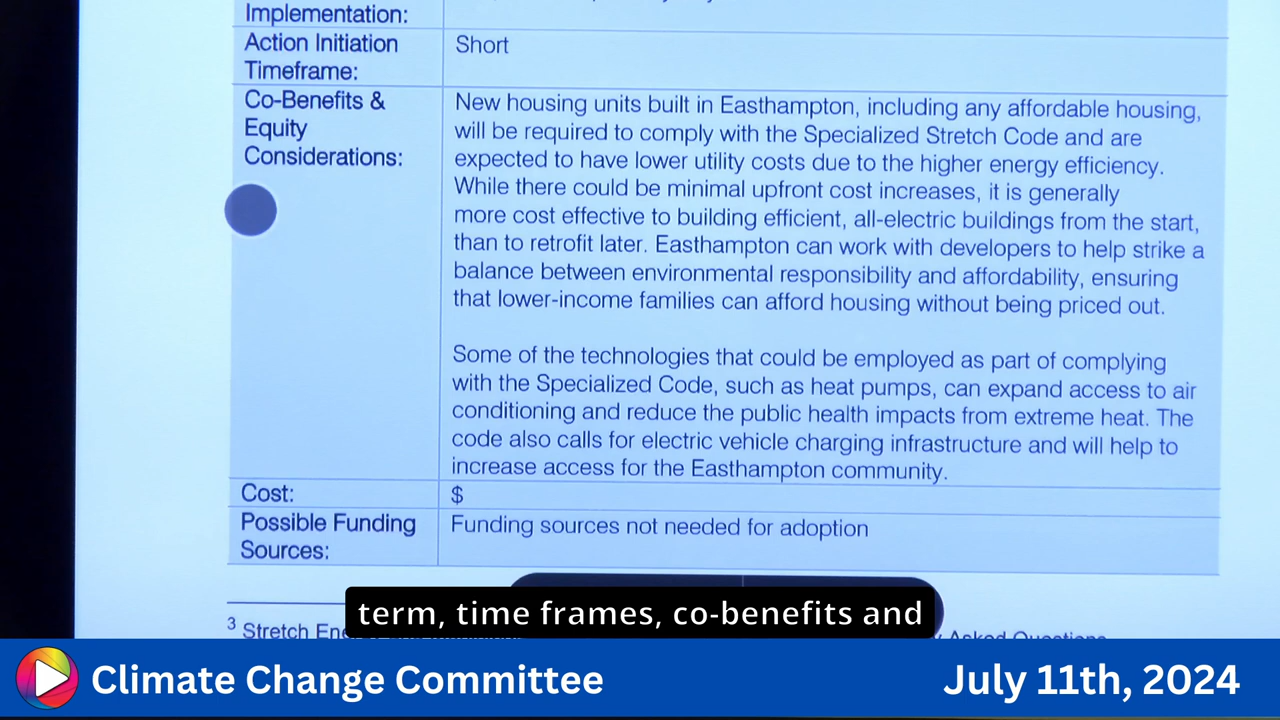 Implementation:
Action Initiation
Timeframe:
Short
Co-Benefits &
Equity
Considerations:
New housing units built in Easthampton, including any affordable housing,
will be required to comply with the Specialized Stretch Code and are
expected to have lower utility costs due to the higher energy efficiency.
While there could be minimal upfront cost increases, it is generally
more cost effective to building efficient, all-electric buildings from the start,
than to retrofit later. Easthampton can work with developers to help strike a
balance between environmental responsibility and affordability, ensuring
that lower-income families can afford housing without being priced out.
Some of the technologies that could be employed as part of complying
with the Specialized Code, such as heat pumps, can expand access to air
conditioning and reduce the public health impacts from extreme heat. The
code also calls for electric vehicle charging infrastructure and will help to
increase access for the Easthampton community.
Cost:
$
Possible Funding
Sources:
Funding sources not needed for adoption
3 Stretch
Asked Questions
term, time frames, co-benefits and
Climate Change Committee
July 11th, 2024